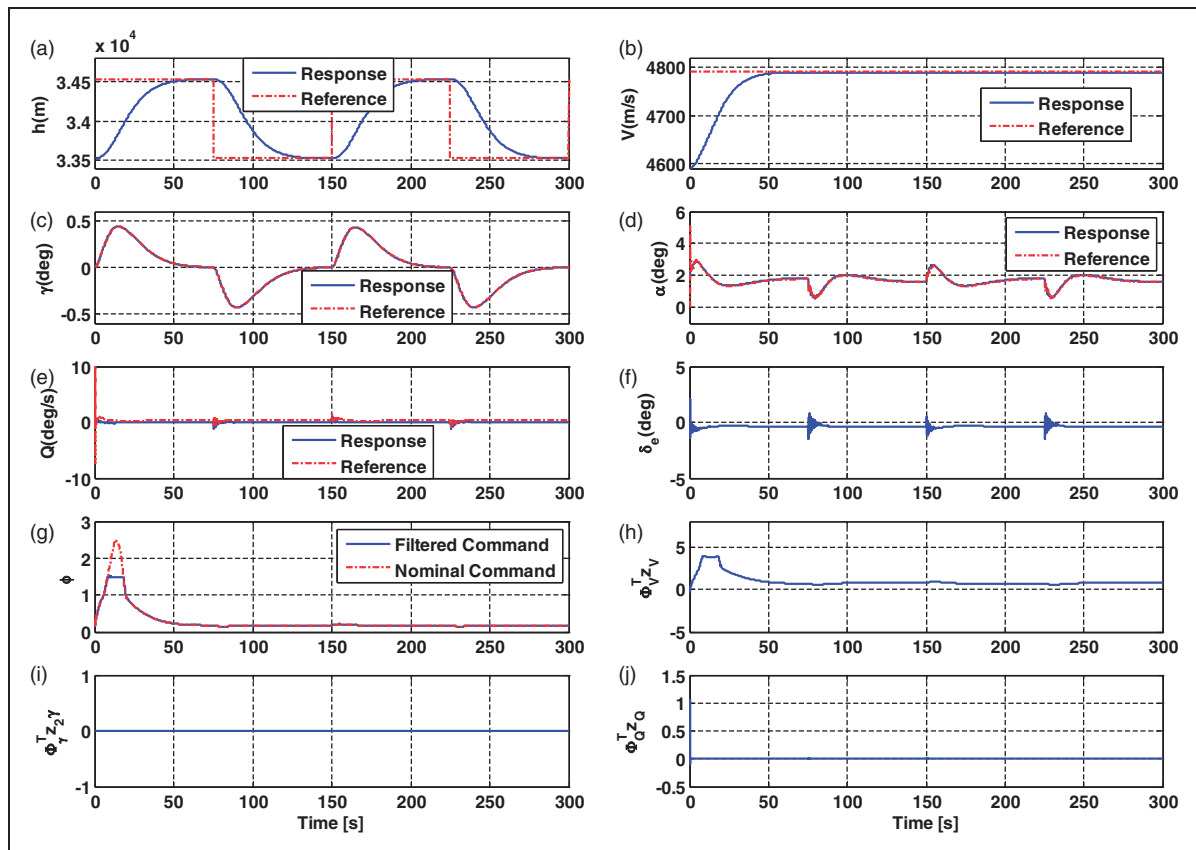 (a)
x 10^4
h(m)
3.45
3.4
3.35
Response
Reference
0 50 100 150 200 250 300
(b)
V(m/s)
4800
4700
4600
Response
Reference
0 50 100 150 200 250 300
(c)
γ(deg)
0.5
0
-0.5
Response
Reference
0 50 100 150 200 250 300
(d)
α(deg)
6
4
2
0
Response
Reference
0 50 100 150 200 250 300
(e)
Q(deg/s)
10
0
-10
Response
Reference
0 50 100 150 200 250 300
(f)
δ_e(deg)
5
0
-5
0 50 100 150 200 250 300
(g)
ϕ
3
2
1
0
Filtered Command
Nominal Command
0 50 100 150 200 250 300
(h)
Φ_V^T z_V
5
0
-5
0 50 100 150 200 250 300
(i)
Φ_γ^T z_2γ
1
0
-1
0 50 100 150 200 250 300
Time [s]
(j)
Φ_Q^T z_Q
1.5
1
0.5
0
-0.5
0 50 100 150 200 250 300
Time [s]